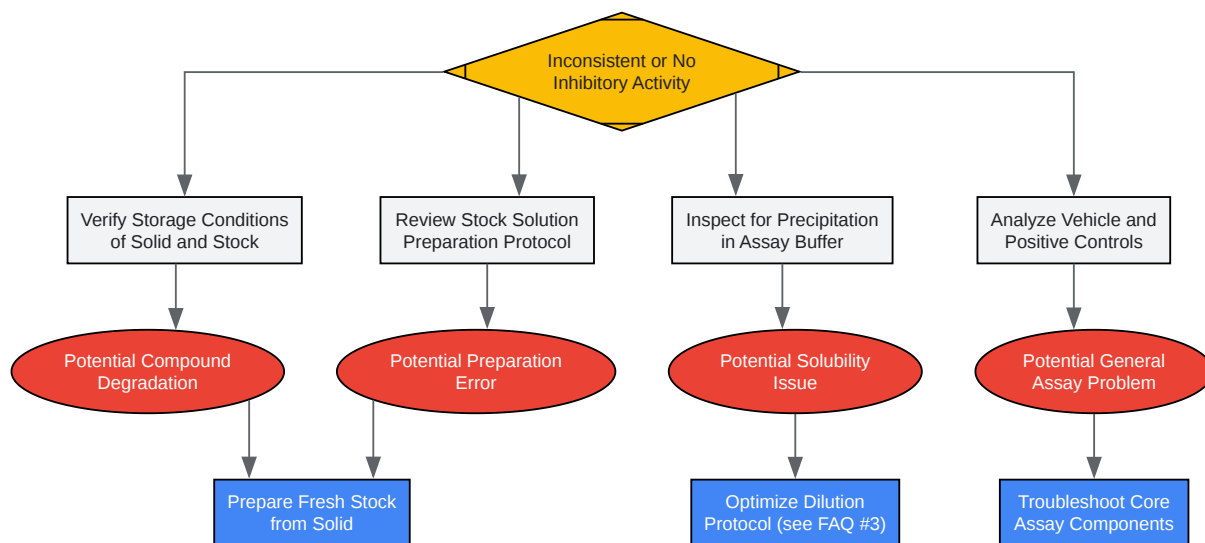 Inconsistent or No
Inhibitory Activity
Verify Storage Conditions
of Solid and Stock
Review Stock Solution
Preparation Protocol
Inspect for Precipitation
in Assay Buffer
Analyze Vehicle and
Positive Controls
Potential Compound
Degradation
Potential Preparation
Error
Potential Solubility
Issue
Potential General
Assay Problem
Prepare Fresh Stock
from Solid
Optimize Dilution
Protocol (see FAQ #3)
Troubleshoot Core
Assay Components